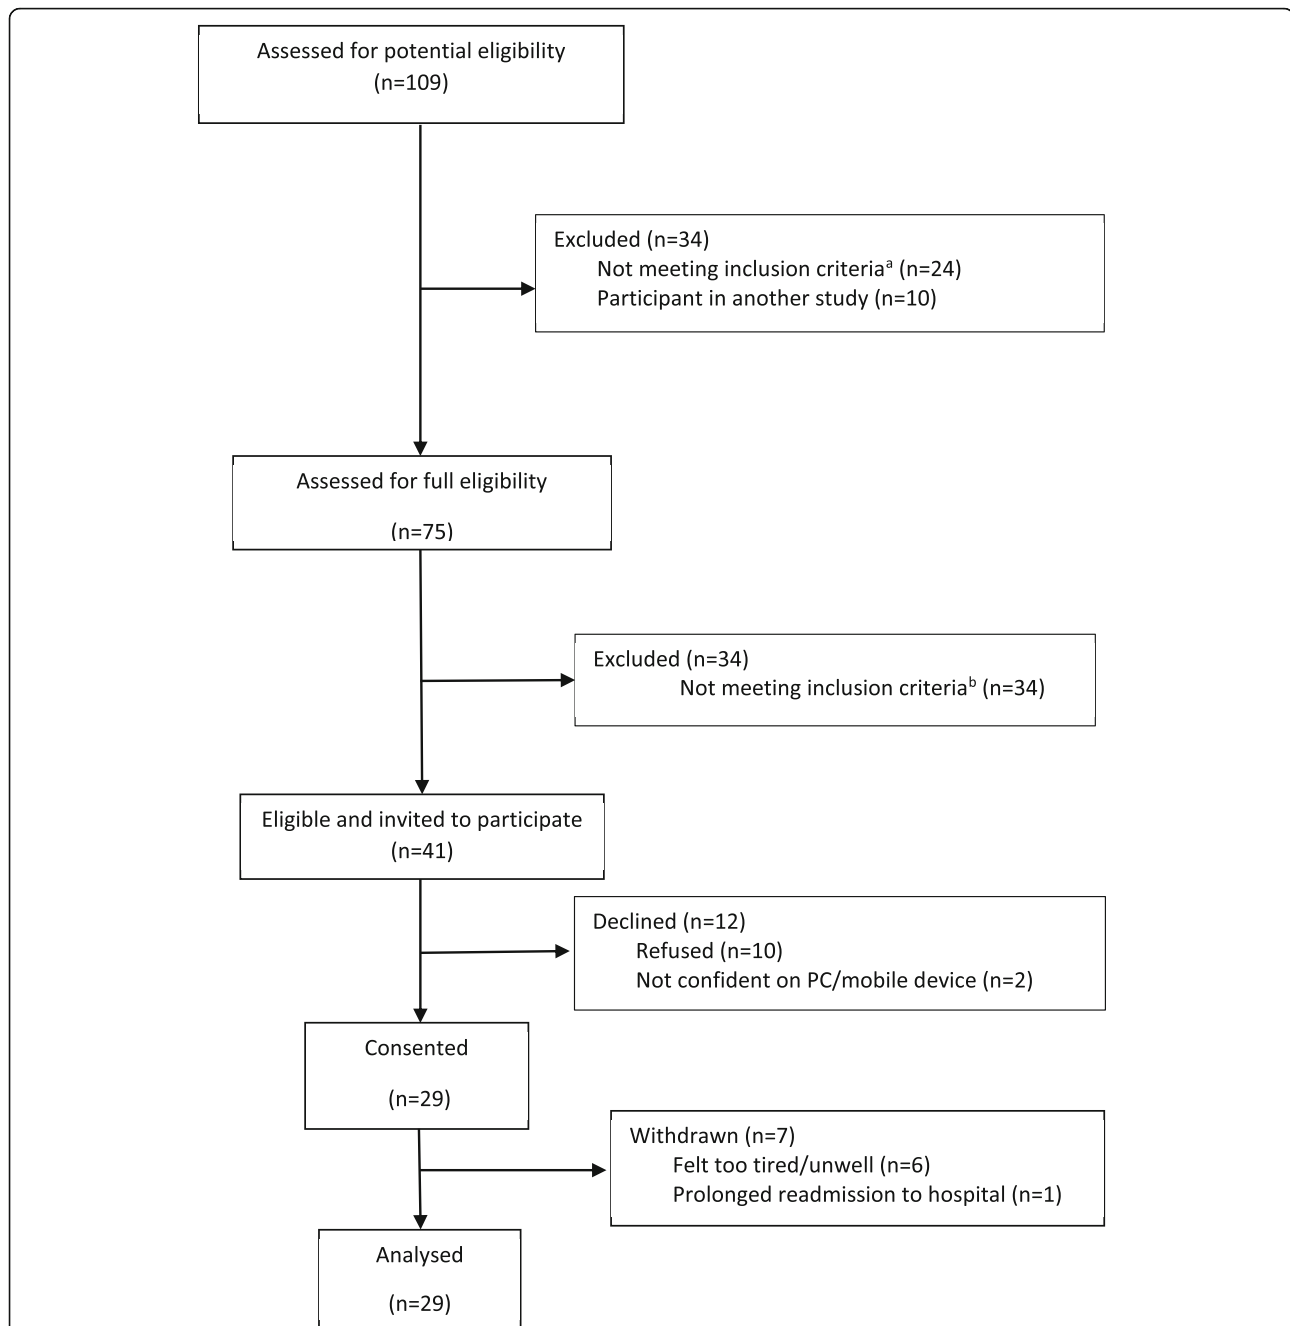 Assessed for potential eligibility
(n=109)
Excluded (n=34)
Not meeting inclusion criteriaᵃ (n=24)
Participant in another study (n=10)
Assessed for full eligibility
(n=75)
Excluded (n=34)
Not meeting inclusion criteriaᵇ (n=34)
Eligible and invited to participate
(n=41)
Declined (n=12)
Refused (n=10)
Not confident on PC/mobile device (n=2)
Consented
(n=29)
Withdrawn (n=7)
Felt too tired/unwell (n=6)
Prolonged readmission to hospital (n=1)
Analysed
(n=29)